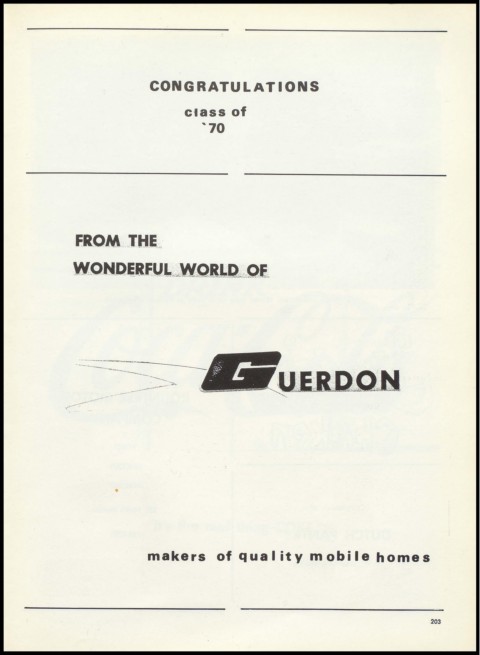 CONGRATULATIONS
class of
`70
FROM THE
WONDERFUL WORLD OF
GUERDON
makers of quality mobile homes
203